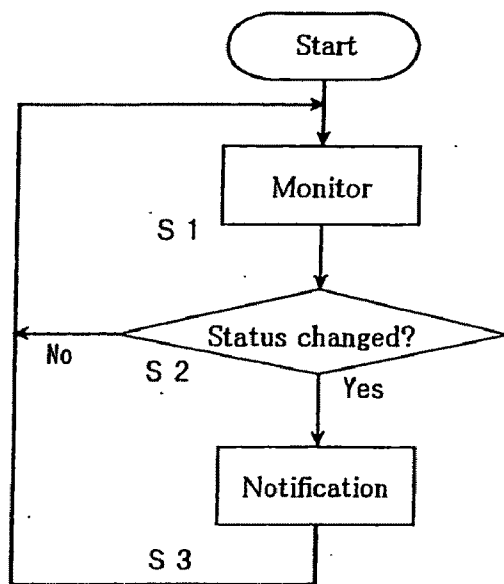 Start
Monitor
S 1
Status changed?
No
S 2
Yes
Notification
S 3